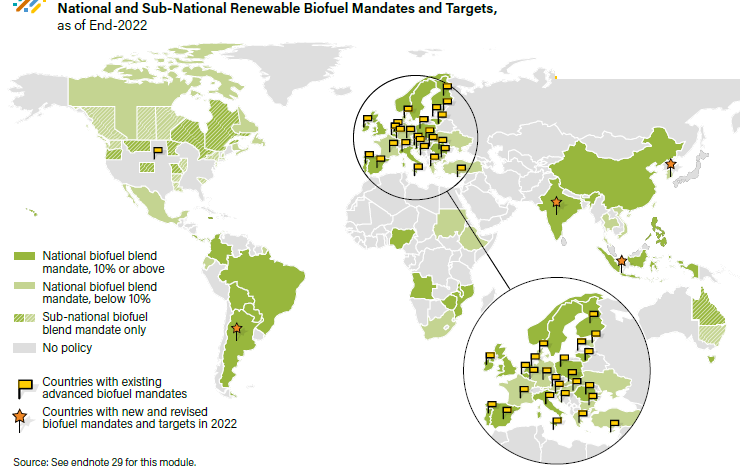 National and Sub-National Renewable Biofuel Mandates and Targets,
as of End-2022
National biofuel blend
mandate, 10% or above
National biofuel blend
mandate, below 10%
Sub-national biofuel
blend mandate only
No policy
Countries with existing
advanced biofuel mandates
Countries with new and revised
biofuel mandates and targets in 2022
Source: See endnote 29 for this module.